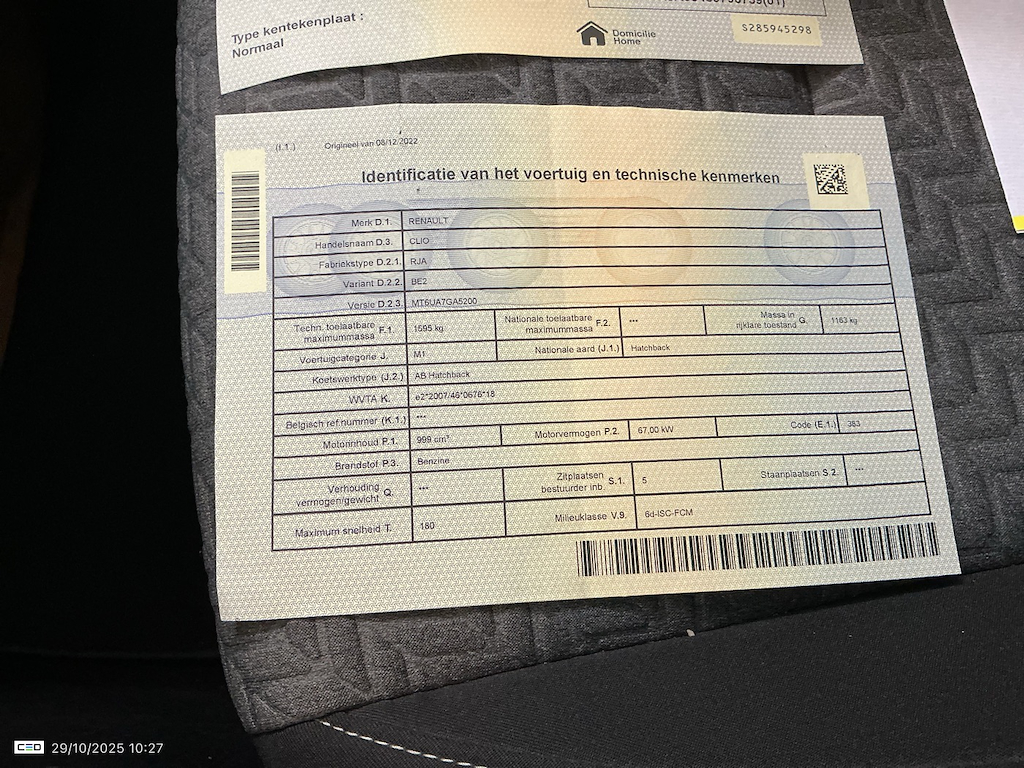 Type kentekenplaat :
Normaal
Domicilie
Home
S285945298
(I.1.) Origineel van 08/12/2022
Identificatie van het voertuig en technische kenmerken
Merk D.1. RENAULT
Handelsnaam D.3. CLIO
Fabriekstype D.2.1. RJA
Variant D.2.2. BE2
Versie D.2.3. MT6UA7GA5200
Techn. toelaatbare maximummassa F.1. 1595 kg Nationale toelaatbare maximummassa F.2. *** Massa in rijklare toestand G. 1163 kg
Voertuigcategorie J. M1 Nationale aard (J.1.) Hatchback
Koetswerktype (J.2.) AB Hatchback
WVTA K. e2*2007/46*0676*18
Belgisch ref.nummer (K.1.) ***
Motorinhoud P.1. 999 cm³ Motorvermogen P.2. 67,00 kW Code (E.1.) 383
Brandstof P.3. Benzine
Verhouding vermogen/gewicht Q. *** Zitplaatsen bestuurder inb. S.1. 5 Staanplaatsen S.2. ***
Maximum snelheid T. 180 Milieuklasse V.9. 6d-ISC-FCM
CEO 29/10/2025 10:27